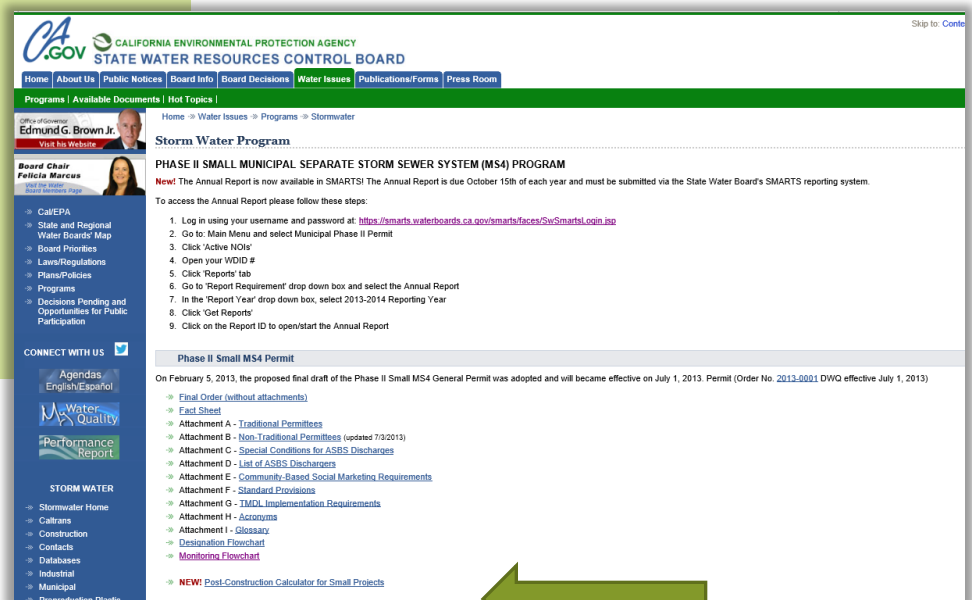 Skip to: Conte
CA
.GOV
CALIFORNIA ENVIRONMENTAL PROTECTION AGENCY
STATE WATER RESOURCES CONTROL BOARD
Home About Us Public Notices Board Info Board Decisions Water Issues Publications/Forms Press Room
Programs | Available Documents | Hot Topics |
Office of Governor
Edmund G. Brown Jr.
Visit his Website
Board Chair
Felicia Marcus
Visit the Water
Board Members Page
Cal/EPA
State and Regional
Water Boards' Map
Board Priorities
Laws/Regulations
Plans/Policies
Programs
Decisions Pending and
Opportunities for Public
Participation
CONNECT WITH US
Agendas
English/Español
My Water
Quality
Performance
Report
STORM WATER
Stormwater Home
Caltrans
Construction
Contacts
Databases
Industrial
Municipal
Preproduction Plastic
Home -» Water Issues -» Programs -» Stormwater
Storm Water Program
PHASE II SMALL MUNICIPAL SEPARATE STORM SEWER SYSTEM (MS4) PROGRAM
New! The Annual Report is now available in SMARTS! The Annual Report is due October 15th of each year and must be submitted via the State Water Board's SMARTS reporting system.
To access the Annual Report please follow these steps:
1. Log in using your username and password at: https://smarts.waterboards.ca.gov/smarts/faces/SwSmartsLogin.jsp
2. Go to: Main Menu and select Municipal Phase II Permit
3. Click 'Active NOIs'
4. Open your WDID #
5. Click 'Reports' tab
6. Go to 'Report Requirement' drop down box and select the Annual Report
7. In the 'Report Year' drop down box, select 2013-2014 Reporting Year
8. Click 'Get Reports'
9. Click on the Report ID to open/start the Annual Report
Phase II Small MS4 Permit
On February 5, 2013, the proposed final draft of the Phase II Small MS4 General Permit was adopted and will became effective on July 1, 2013. Permit (Order No. 2013-0001 DWQ effective July 1, 2013)
Final Order (without attachments)
Fact Sheet
Attachment A - Traditional Permittees
Attachment B - Non-Traditional Permittees (updated 7/3/2013)
Attachment C - Special Conditions for ASBS Discharges
Attachment D - List of ASBS Dischargers
Attachment E - Community-Based Social Marketing Requirements
Attachment F - Standard Provisions
Attachment G - TMDL Implementation Requirements
Attachment H - Acronyms
Attachment I - Glossary
Designation Flowchart
Monitoring Flowchart
NEW! Post-Construction Calculator for Small Projects